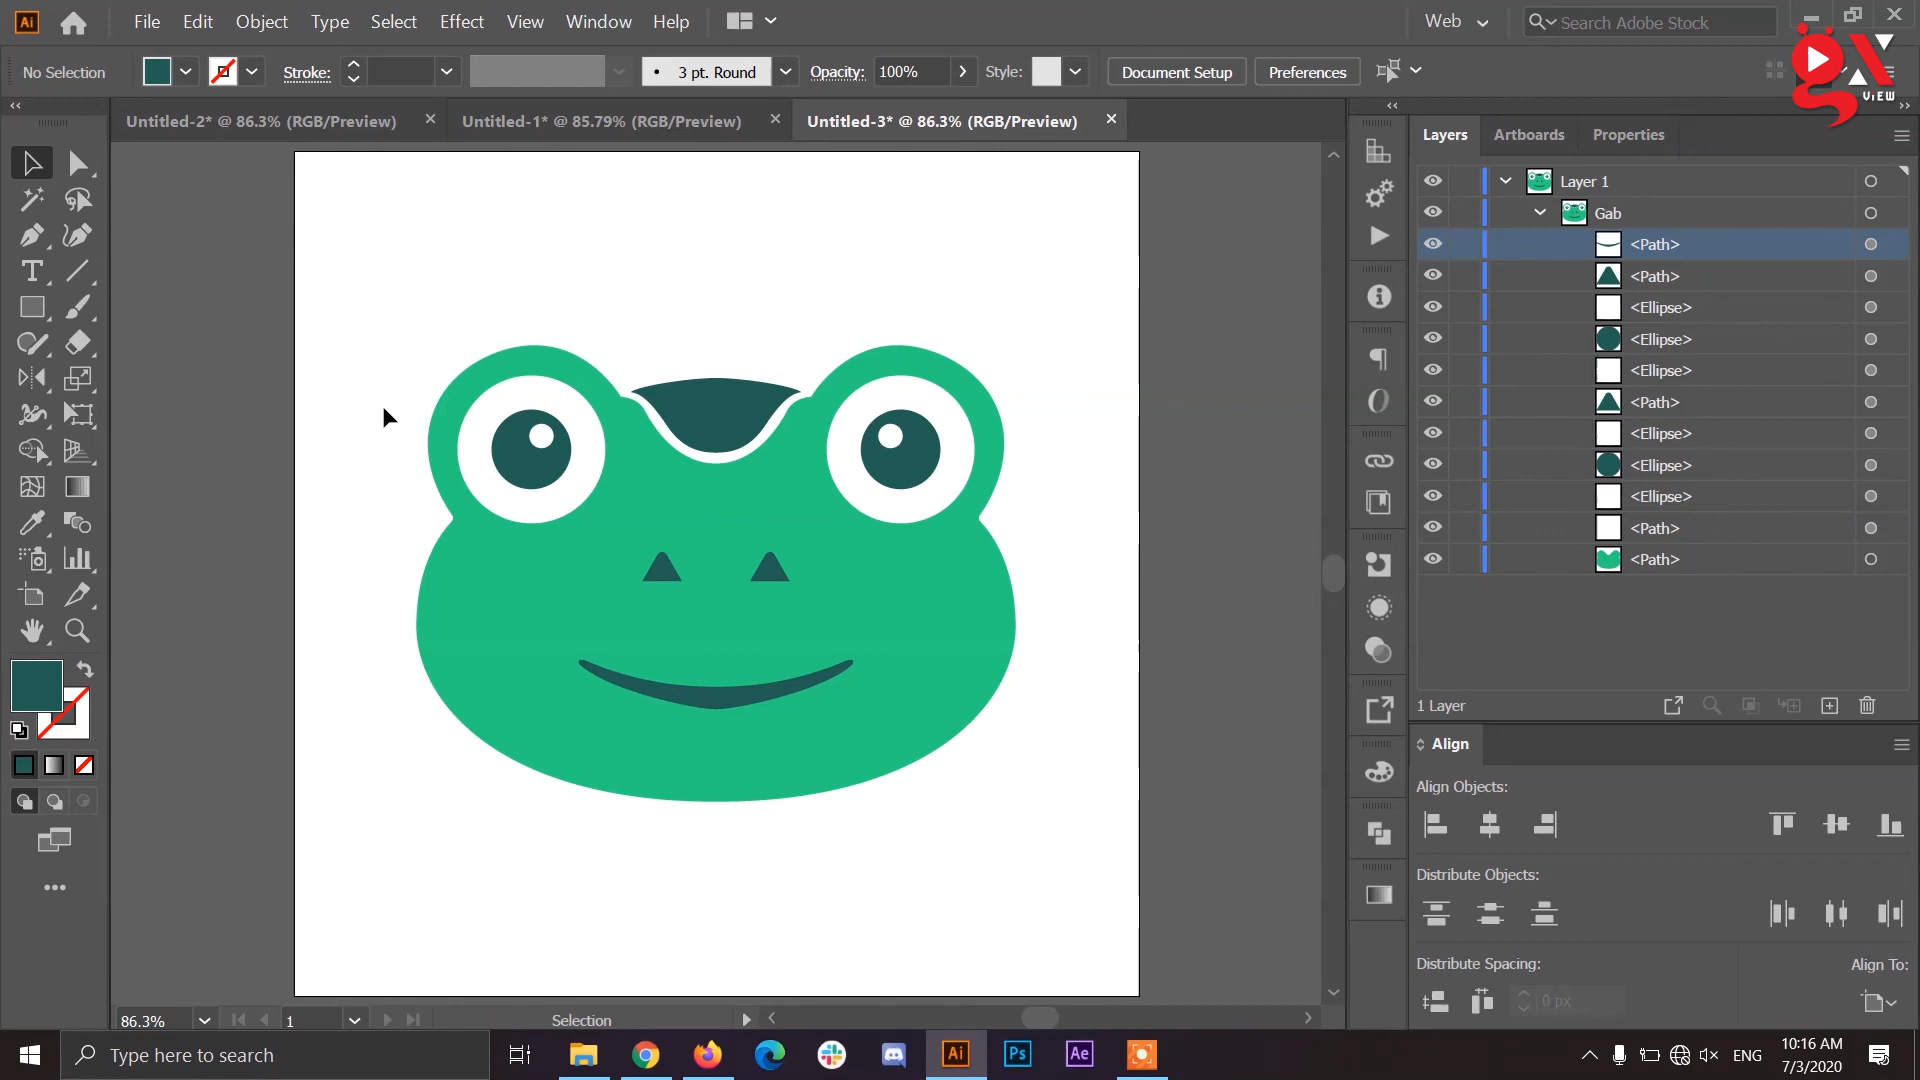 Ai File Edit Object Type Select Effect View Window Help Web Search Adobe Stock
No Selection Stroke: 3 pt. Round Opacity: 100% Style: Document Setup Preferences
VIEW
Untitled-2* @ 86.3% (RGB/Preview) Untitled-1* @ 85.79% (RGB/Preview) Untitled-3* @ 86.3% (RGB/Preview)
Layers Artboards Properties
Layer 1
Gab
<Path>
<Path>
<Ellipse>
<Ellipse>
<Ellipse>
<Path>
<Ellipse>
<Ellipse>
<Ellipse>
<Path>
<Path>
1 Layer
Align
Align Objects:
Distribute Objects:
Distribute Spacing: Align To:
0 px
86.3% 1 Selection
Type here to search Ai Ps Ae ENG 10:16 AM
7/3/2020